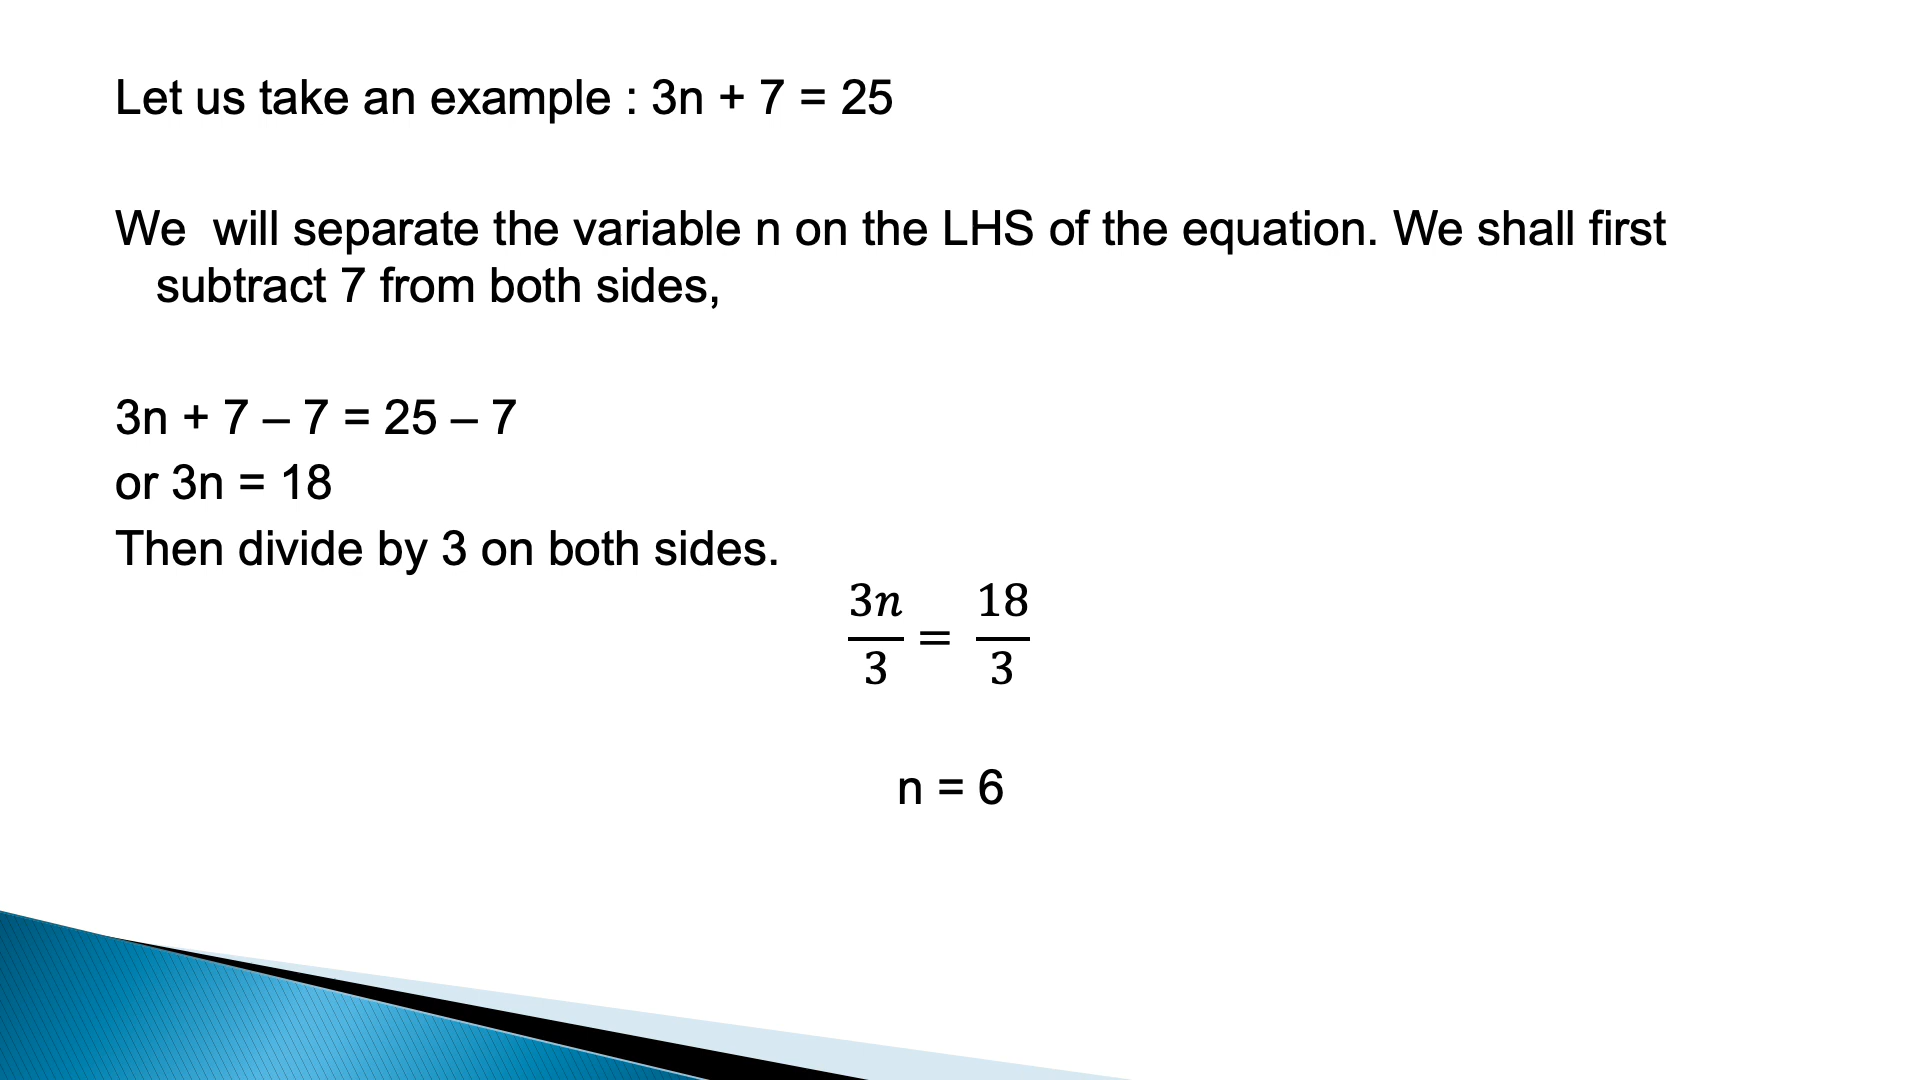 Let us take an example : 3n + 7 = 25
We  will separate the variable n on the LHS of the equation. We shall first
subtract 7 from both sides,
3n + 7 – 7 = 25 – 7
or 3n = 18
Then divide by 3 on both sides.
3n/3 = 18/3
n = 6